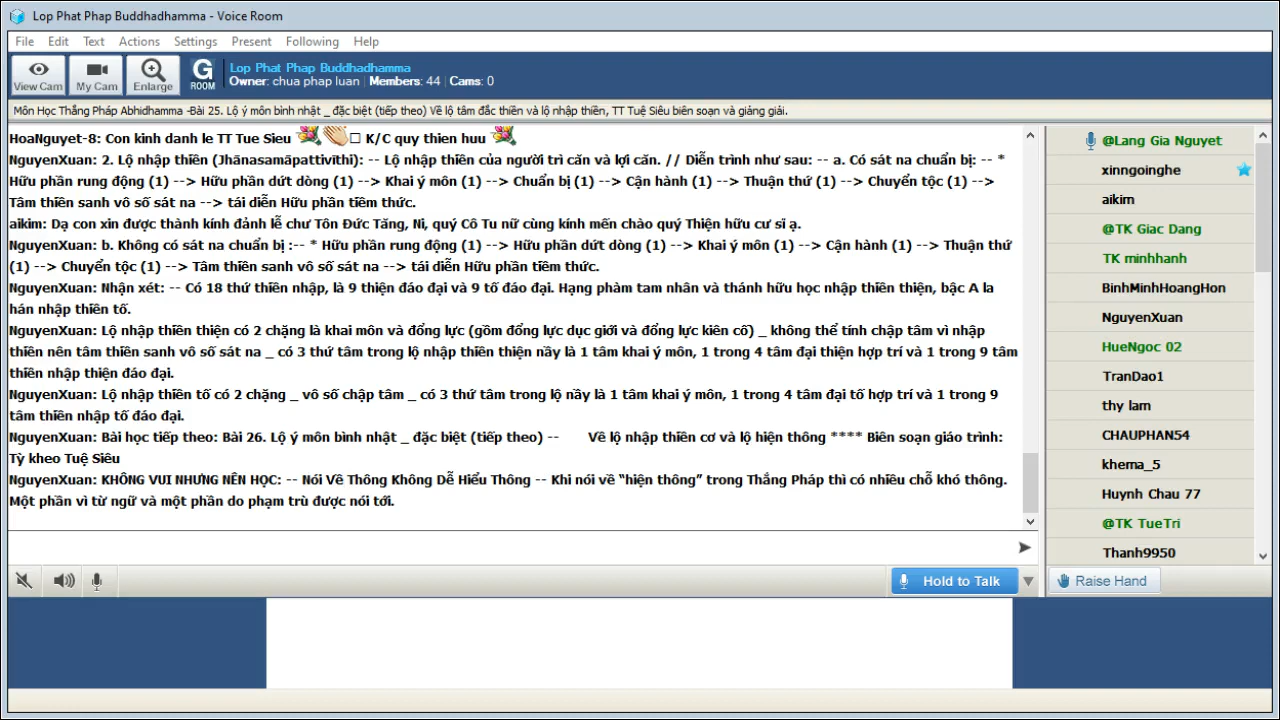 Lop Phat Phap Buddhadhamma - Voice Room
File Edit Text Actions Settings Present Following Help
View Cam
My Cam
Enlarge
G
ROOM
Lop Phat Phap Buddhadhamma
Owner: chua phap luan | Members: 44 | Cams: 0
Môn Học Thắng Pháp Abhidhamma -Bài 25. Lộ ý môn bình nhật _ đặc biệt (tiếp theo) Về lộ tâm đắc thiền và lộ nhập thiền, TT Tuệ Siêu biên soạn và giảng giải.
HoaNguyet-8: Con kinh danh le TT Tue Sieu K/C quy thien huu
NguyenXuan: 2. Lộ nhập thiền (Jhānasamāpattivīthi): -- Lộ nhập thiền của người trì căn và lợi căn. // Diễn trình như sau: -- a. Có sát na chuẩn bị: -- *
Hữu phần rung động (1) --> Hữu phần dứt dòng (1) --> Khai ý môn (1) --> Chuẩn bị (1) --> Cận hành (1) --> Thuận thứ (1) --> Chuyển tộc (1) -->
Tâm thiền sanh vô số sát na --> tái diễn Hữu phần tiềm thức.
aikim: Dạ con xin được thành kính đảnh lễ chư Tôn Đức Tăng, Ni, quý Cô Tu nữ cùng kính mến chào quý Thiện hữu cư sĩ ạ.
NguyenXuan: b. Không có sát na chuẩn bị :-- * Hữu phần rung động (1) --> Hữu phần dứt dòng (1) --> Khai ý môn (1) --> Cận hành (1) --> Thuận thứ
(1) --> Chuyển tộc (1) --> Tâm thiền sanh vô số sát na --> tái diễn Hữu phần tiềm thức.
NguyenXuan: Nhận xét: -- Có 18 thứ thiền nhập, là 9 thiện đáo đại và 9 tố đáo đại. Hạng phàm tam nhân và thánh hữu học nhập thiền thiện, bậc A la
hán nhập thiền tố.
NguyenXuan: Lộ nhập thiền thiện có 2 chặng là khai môn và đổng lực (gồm đổng lực dục giới và đổng lực kiên cố) _ không thể tính chập tâm vì nhập
thiền nên tâm thiền sanh vô số sát na _ có 3 thứ tâm trong lộ nhập thiền thiện nầy là 1 tâm khai ý môn, 1 trong 4 tâm đại thiện hợp trí và 1 trong 9 tâm
thiền nhập thiện đáo đại.
NguyenXuan: Lộ nhập thiền tố có 2 chặng _ vô số chập tâm _ có 3 thứ tâm trong lộ nầy là 1 tâm khai ý môn, 1 trong 4 tâm đại tố hợp trí và 1 trong 9
tâm thiền nhập tố đáo đại.
NguyenXuan: Bài học tiếp theo: Bài 26. Lộ ý môn bình nhật _ đặc biệt (tiếp theo) -- Về lộ nhập thiền cơ và lộ hiện thông **** Biên soạn giáo trình:
Tỳ kheo Tuệ Siêu
NguyenXuan: KHÔNG VUI NHƯNG NÊN HỌC: -- Nói Về Thông Không Dễ Hiểu Thông -- Khi nói về “hiện thông” trong Thắng Pháp thì có nhiều chỗ khó thông.
Một phần vì từ ngữ và một phần do phạm trù được nói tới.
Hold to Talk
@Lang Gia Nguyet
xinngoinghe
aikim
@TK Giac Dang
TK minhhanh
BinhMinhHoangHon
NguyenXuan
HueNgoc 02
TranDao1
thy lam
CHAUPHAN54
khema_5
Huynh Chau 77
@TK TueTri
Thanh9950
Raise Hand